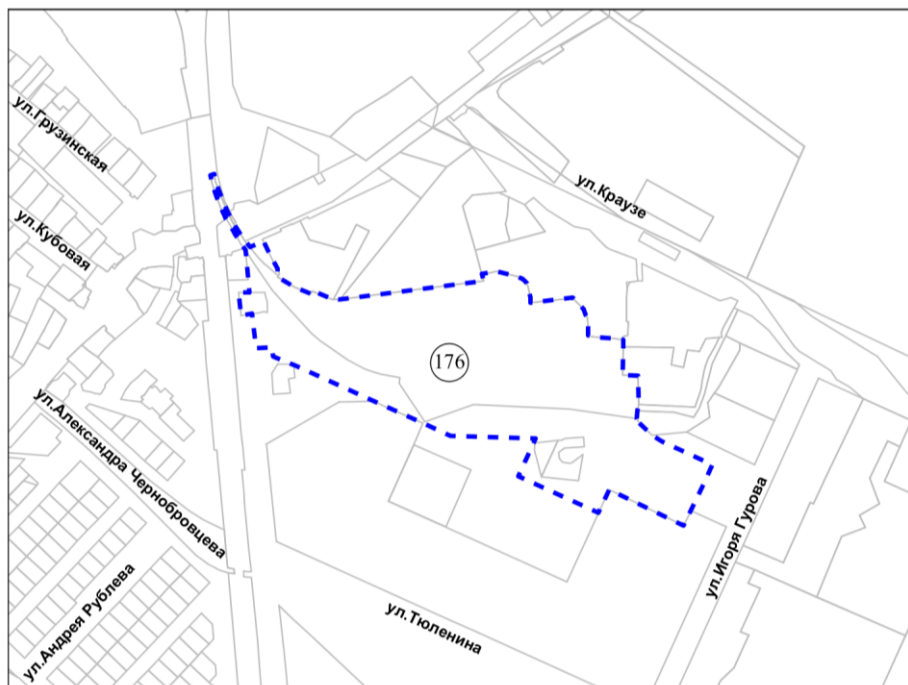 ул.Грузинская
ул.Краузе
ул.Кубовая
176
ул.Александра Чернобровцева
ул.Игоря Гурова
ул.Андрея Рублева
ул.Тюленина